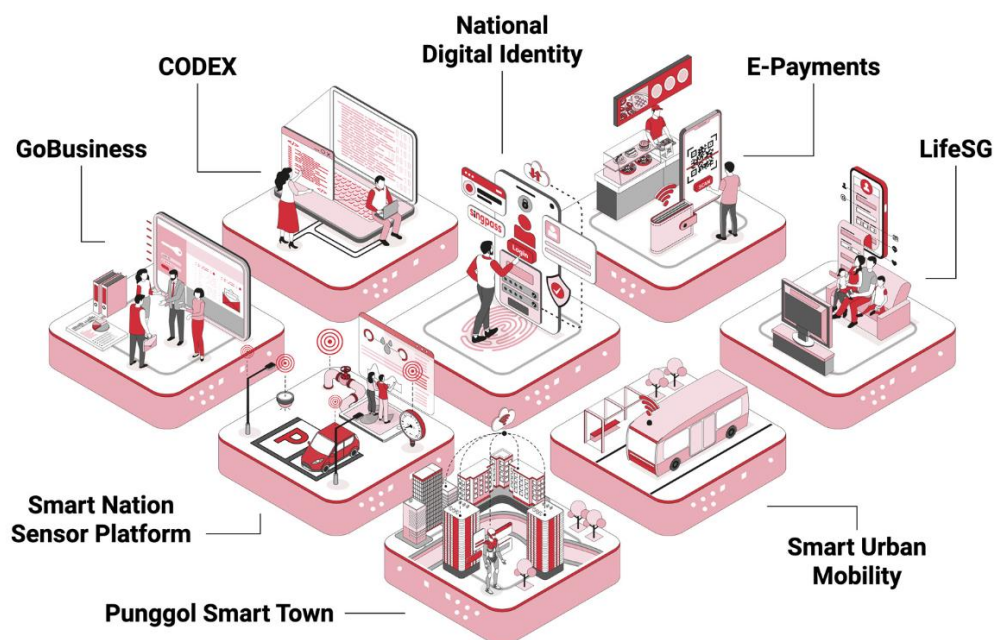 National
Digital Identity
CODEX
E-Payments
GoBusiness
LifeSG
singpass
Login
P
Smart Nation
Sensor Platform
Smart Urban
Mobility
Punggol Smart Town